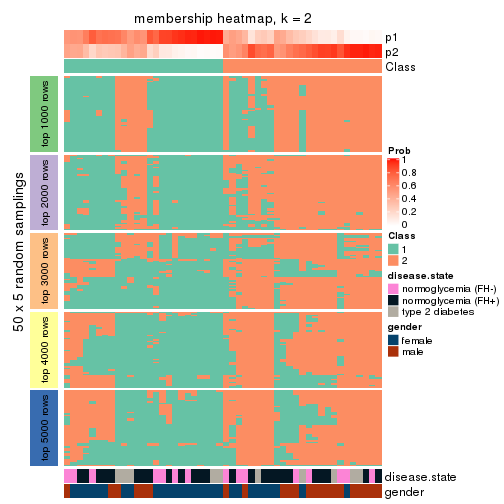 membership heatmap, k = 2
p1
p2
Class
50 x 5 random samplings
top 1000 rows
top 2000 rows
top 3000 rows
top 4000 rows
top 5000 rows
Prob
1
0.8
0.6
0.4
0.2
0
Class
1
2
disease.state
normoglycemia (FH-)
normoglycemia (FH+)
type 2 diabetes
gender
female
male
disease.state
gender